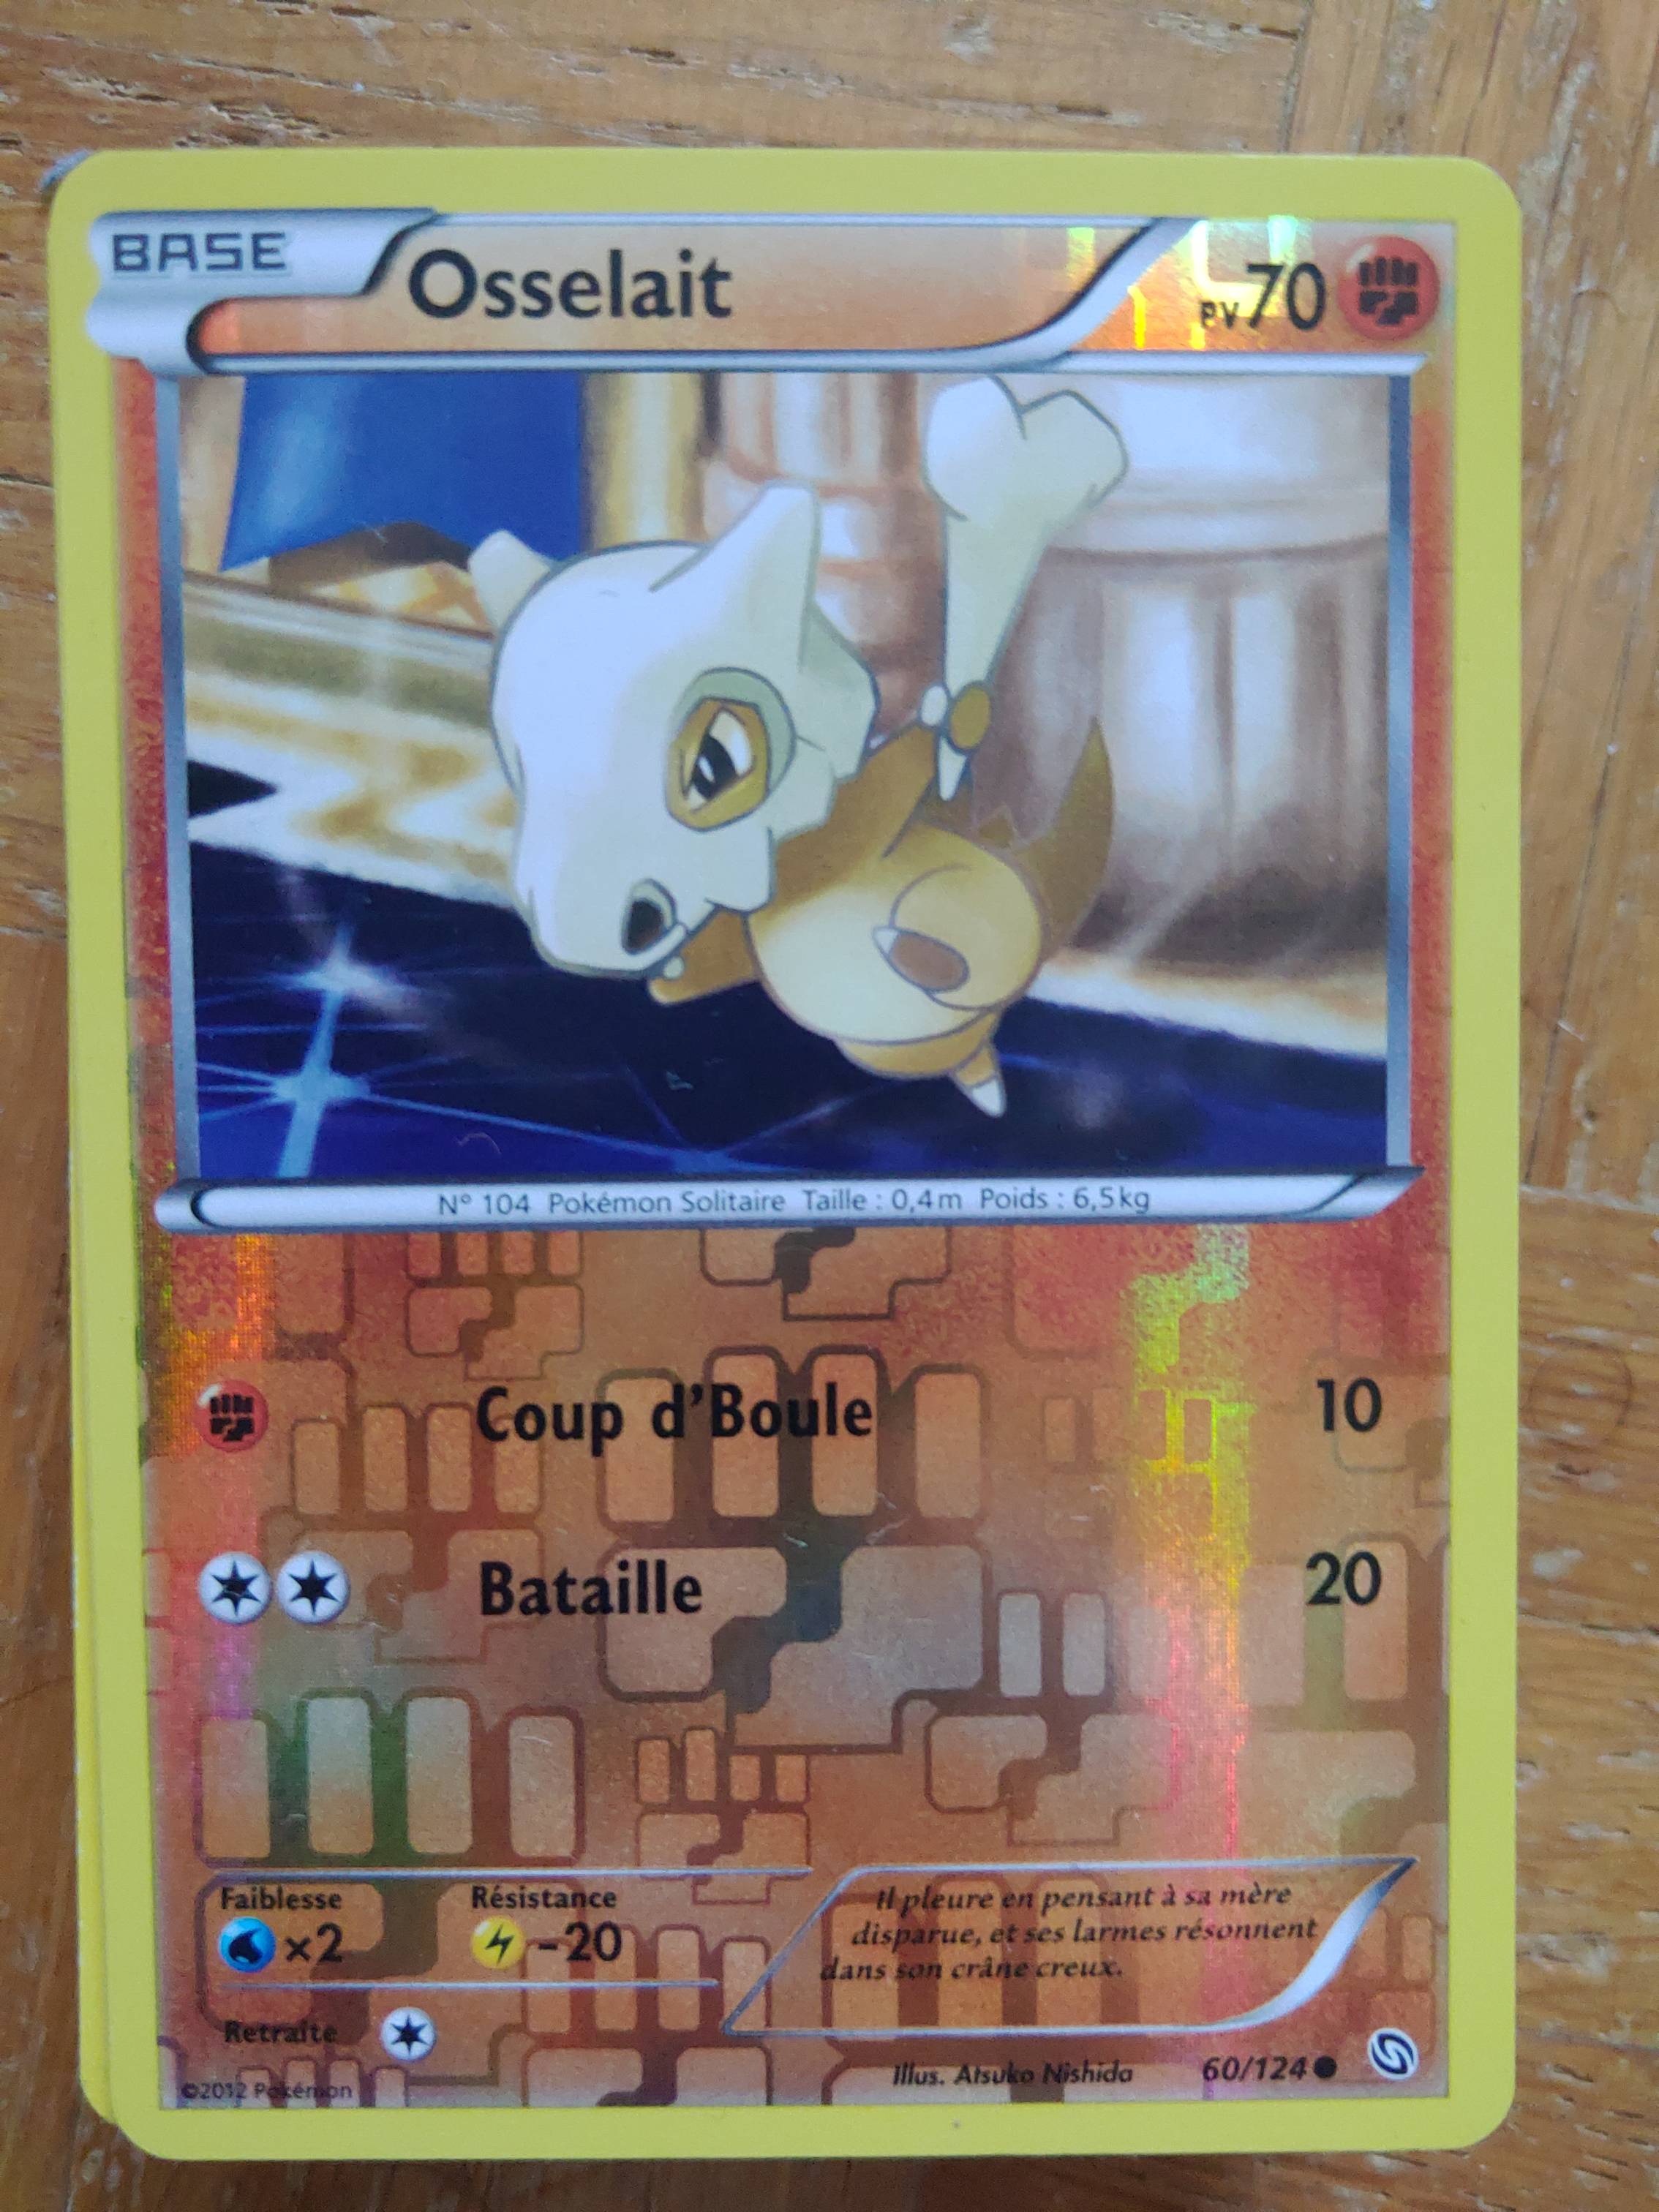 BASE
Osselait
PV 70
N° 104 Pokémon Solitaire Taille : 0,4 m Poids : 6,5 kg
Coup d'Boule 10
Bataille 20
Faiblesse Résistance
×2 -20
Il pleure en pensant à sa mère
disparue, et ses larmes résonnent
dans son crâne creux.
Retraite
Illus. Atsuko Nishida 60/124
©2012 Pokémon